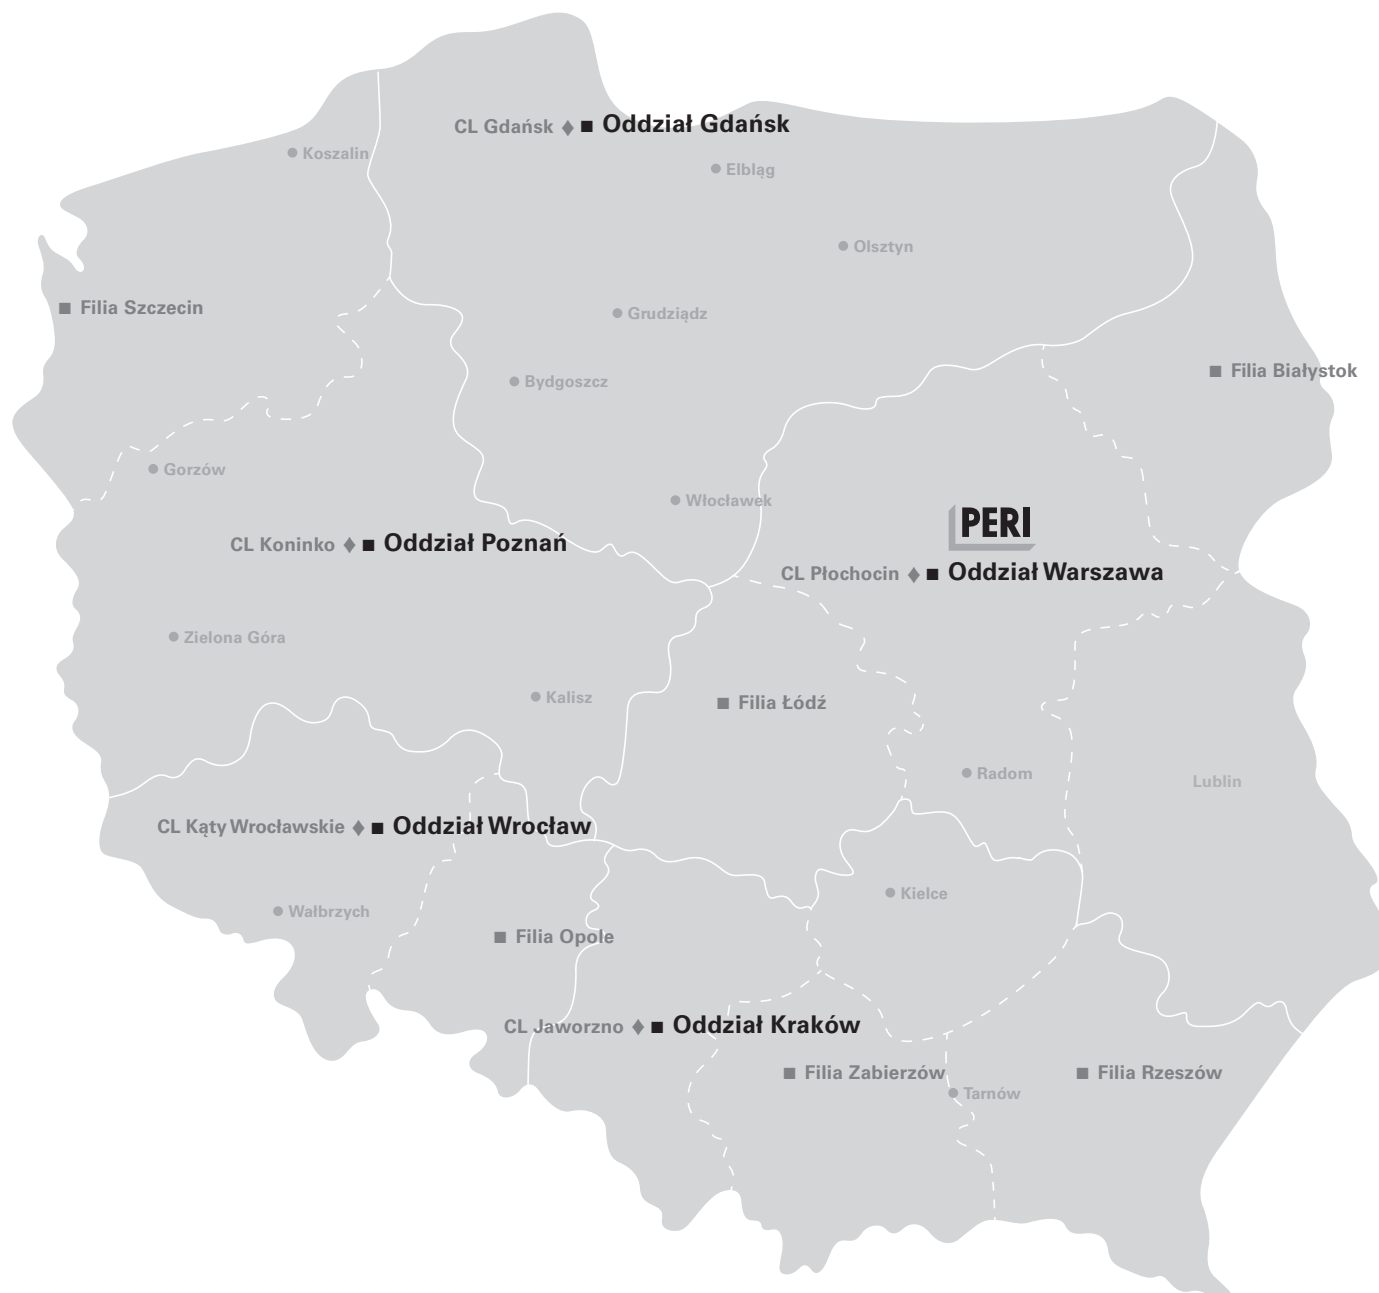 CL Gdańsk ♦ ■ Oddział Gdańsk
Koszalin
Elbląg
Olsztyn
■ Filia Szczecin
Grudziądz
■ Filia Białystok
Bydgoszcz
Gorzów
Włocławek
PERI
CL Koninko ♦ ■ Oddział Poznań
CL Płochocin ♦ ■ Oddział Warszawa
Zielona Góra
Kalisz
■ Filia Łódź
Radom
Lublin
CL Kąty Wrocławskie ♦ ■ Oddział Wrocław
Kielce
Wałbrzych
■ Filia Opole
CL Jaworzno ♦ ■ Oddział Kraków
■ Filia Zabierzów
■ Filia Rzeszów
Tarnów